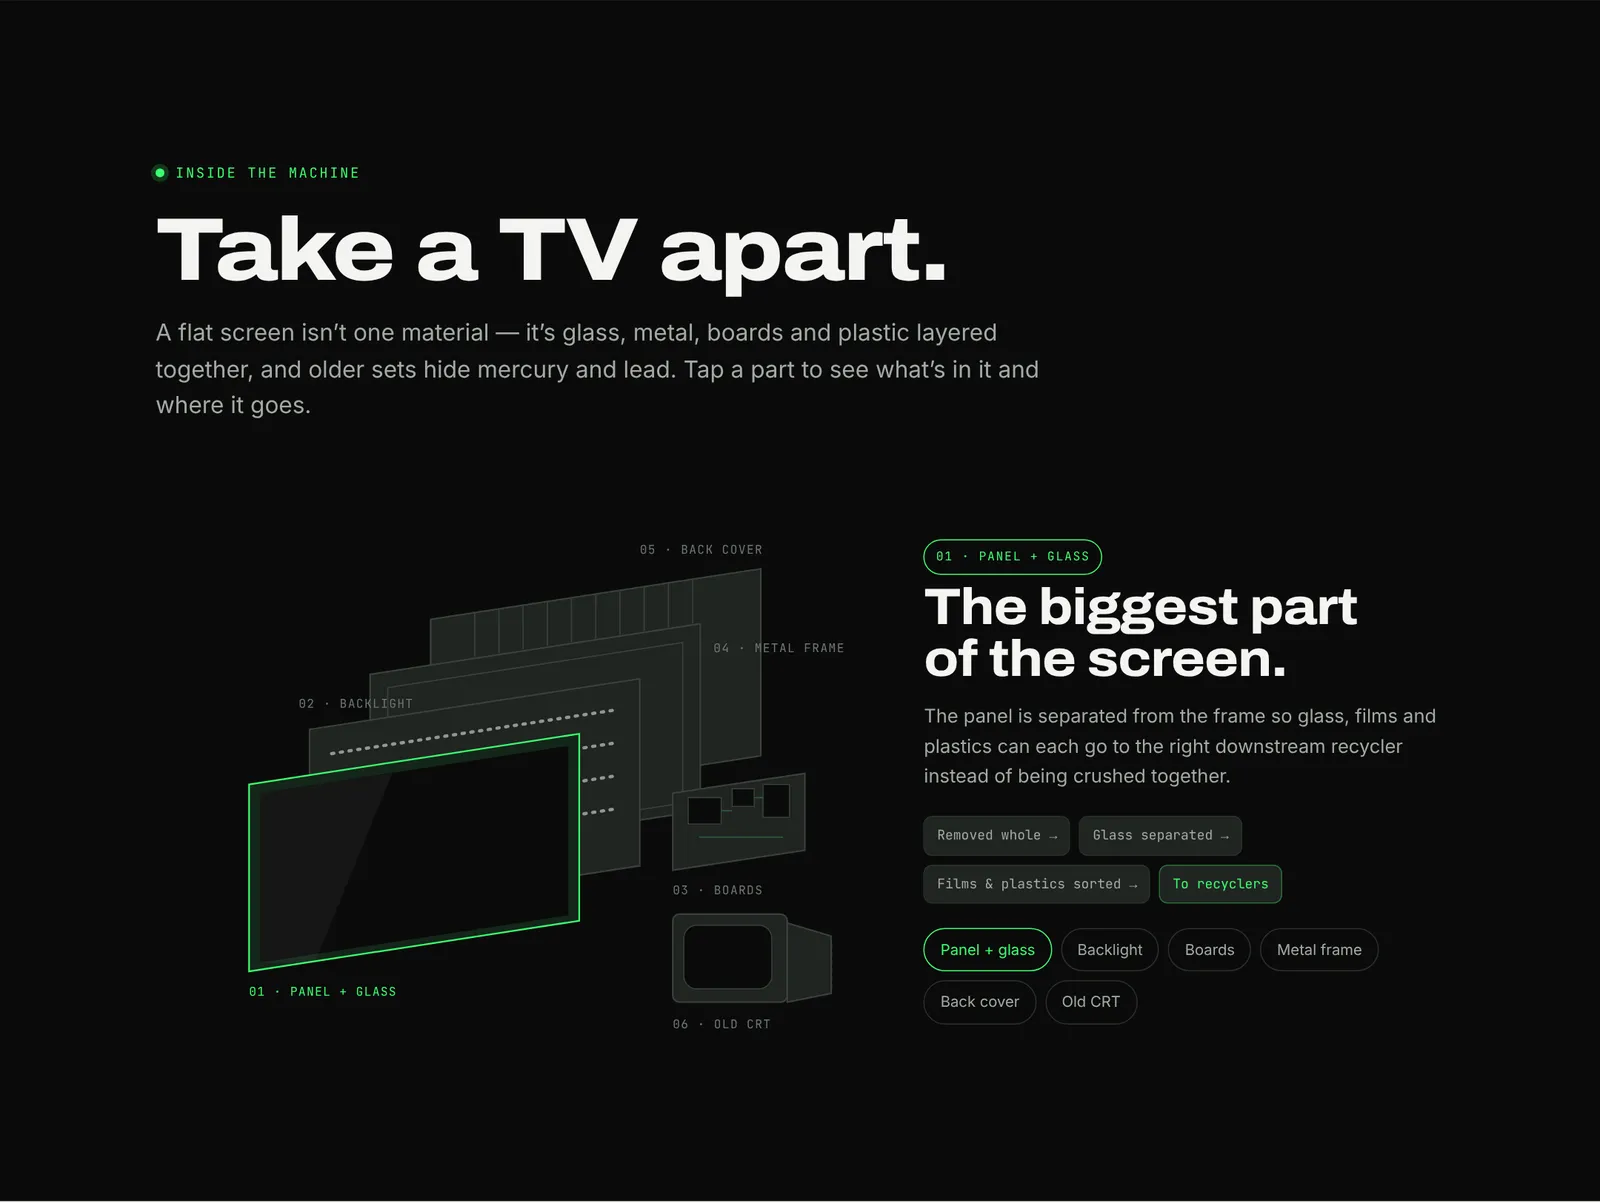 INSIDE THE MACHINE
Take a TV apart.
A flat screen isn’t one material — it’s glass, metal, boards and plastic layered
together, and older sets hide mercury and lead. Tap a part to see what’s in it and
where it goes.
05 · BACK COVER
04 · METAL FRAME
02 · BACKLIGHT
03 · BOARDS
01 · PANEL + GLASS
06 · OLD CRT
01 · PANEL + GLASS
The biggest part
of the screen.
The panel is separated from the frame so glass, films and
plastics can each go to the right downstream recycler
instead of being crushed together.
Removed whole → Glass separated →
Films & plastics sorted → To recyclers
Panel + glass Backlight Boards Metal frame
Back cover Old CRT